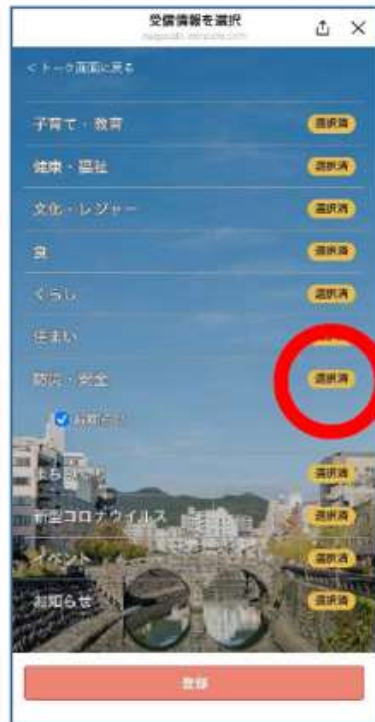 受信情報を選択
< トーク画面に戻る
子育て・教育 選択済
健康・福祉 選択済
文化・レジャー 選択済
食 選択済
くらし 選択済
住まい
防災・安全 選択済
選択済
新型コロナウイルス 選択済
イベント 選択済
お知らせ 選択済
登録